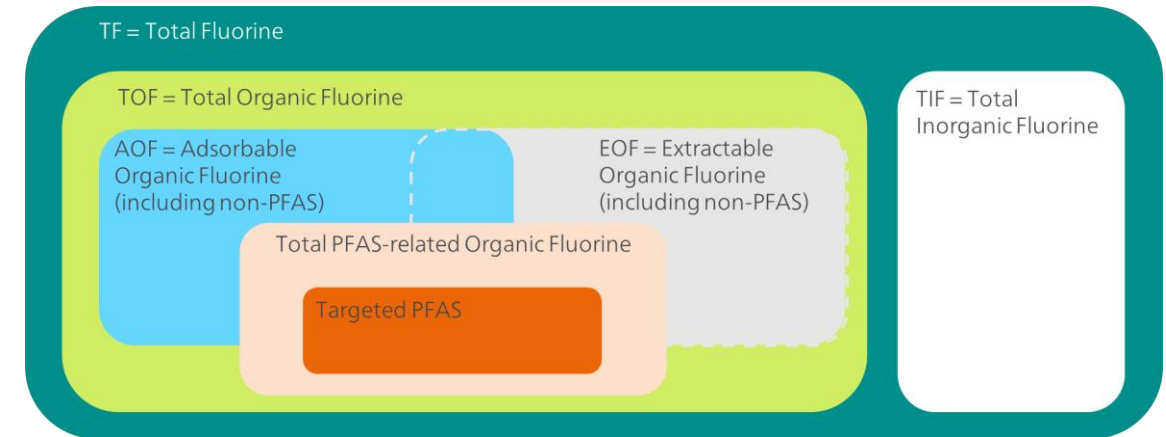 TF = Total Fluorine
TOF = Total Organic Fluorine
AOF = Adsorbable
Organic Fluorine
(including non-PFAS)
EOF = Extractable
Organic Fluorine
(including non-PFAS)
Total PFAS-related Organic Fluorine
Targeted PFAS
TIF = Total
Inorganic Fluorine